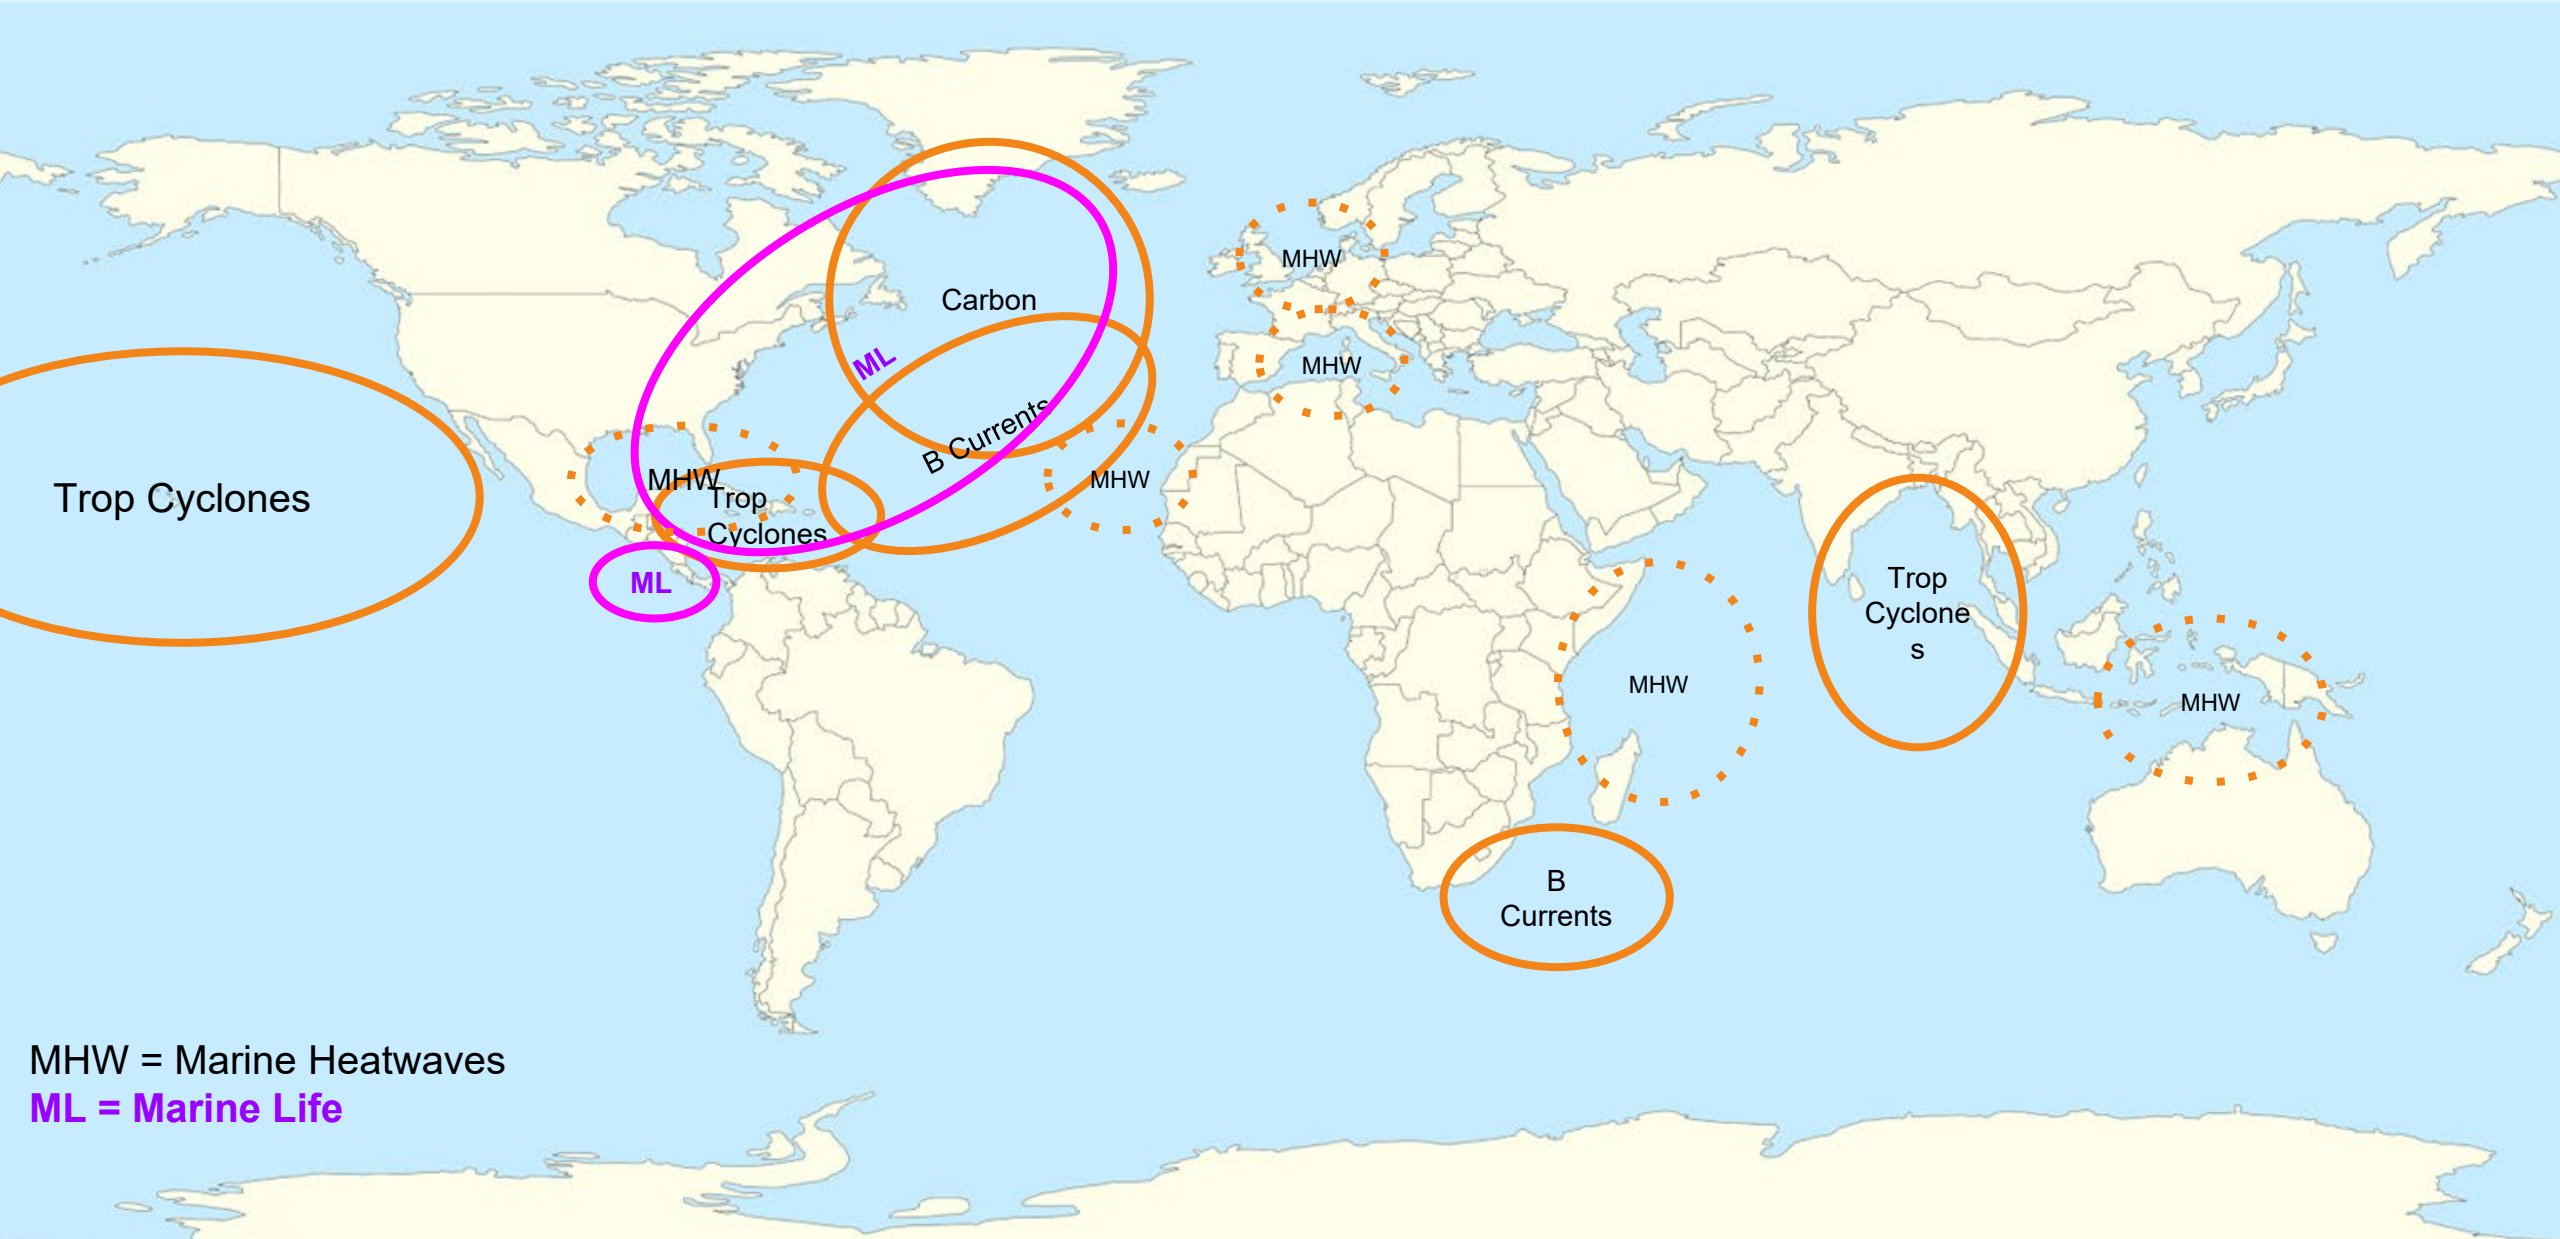 MHW
Carbon
ML
MHW
B Currents
MHW
Trop Cyclones
MHW
Trop
Cyclones
MHW
ML
Trop
Cyclone
s
MHW
MHW
B
Currents
MHW = Marine Heatwaves
ML = Marine Life